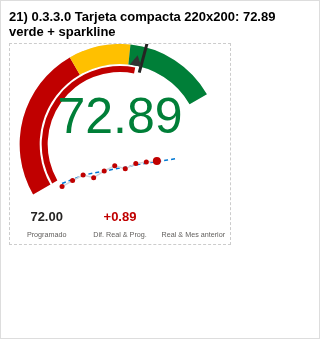 21) 0.3.3.0 Tarjeta compacta 220x200: 72.89
verde + sparkline
72.89
72.00 +0.89
Programado Dif. Real & Prog. Real & Mes anterior